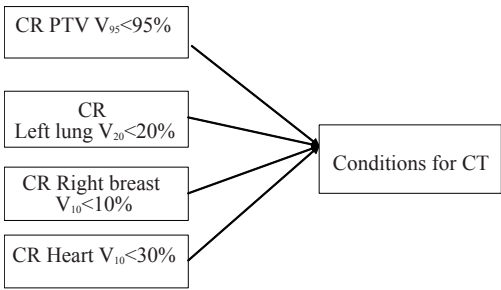 CR PTV V₉₅<95%
CR
Left lung V₂₀<20%
CR Right breast
V₁₀<10%
CR Heart V₁₀<30%
Conditions for CT